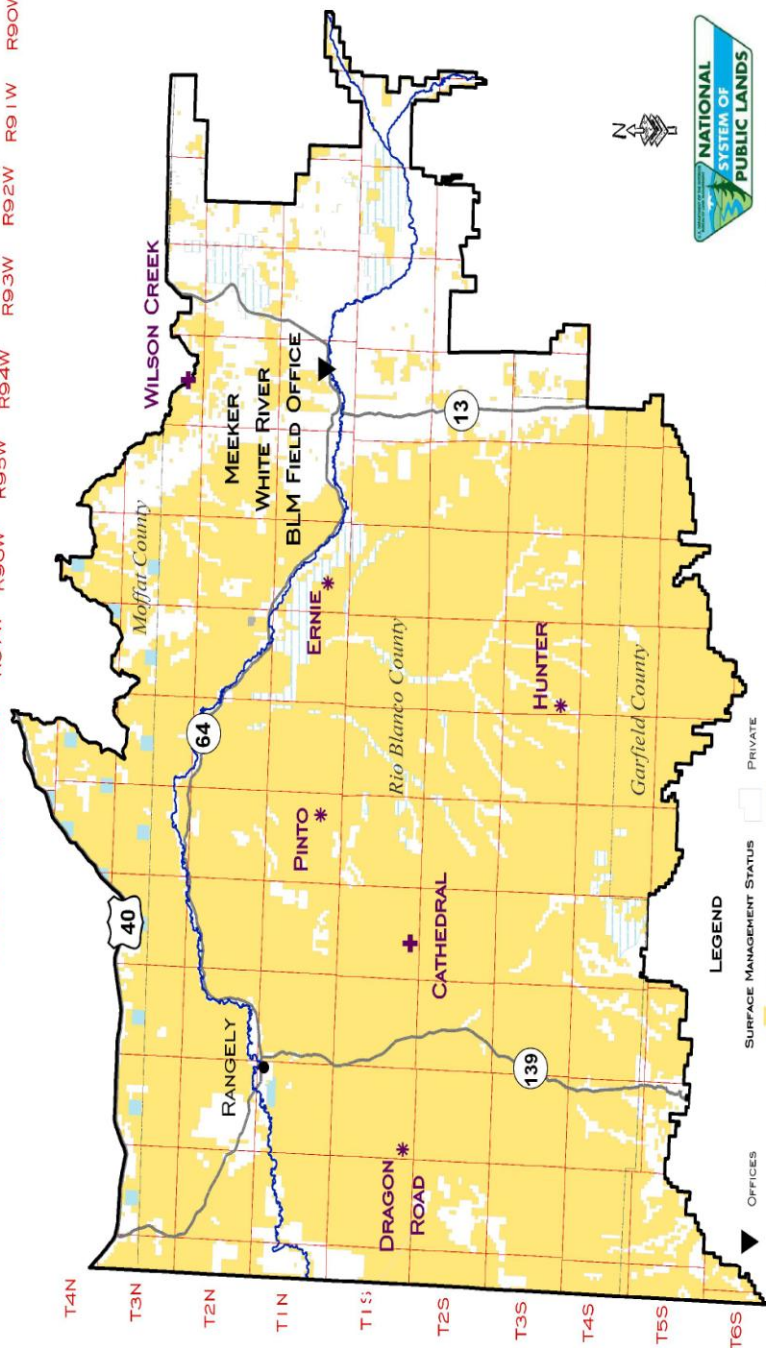 R94W R93W R92W R91W R90W
T4N
T3N
T2N
T1N
T1S
T2S
T3S
T4S
T5S
T6S
40
Moffat County
WILSON CREEK
MEEKER
WHITE RIVER
BLM FIELD OFFICE
64
RANGELY
ERNIE
PINTO
Rio Blanco County
13
CATHEDRAL
DRAGON
ROAD
HUNTER
139
Garfield County
N
NATIONAL
SYSTEM OF
PUBLIC LANDS
LEGEND
OFFICES
SURFACE MANAGEMENT STATUS
PRIVATE